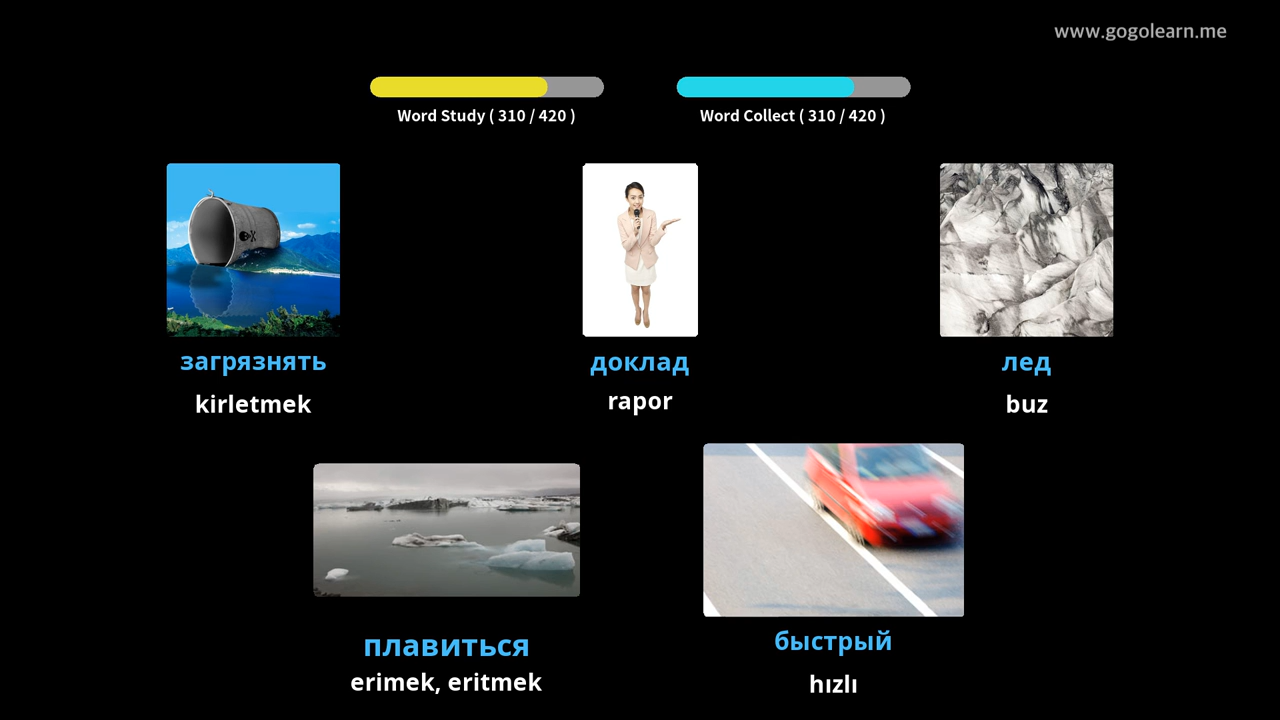 www.gogolearn.me
Word Study ( 310 / 420 )
Word Collect ( 310 / 420 )
загрязнять
kirletmek
доклад
rapor
лед
buz
плавиться
erimek, eritmek
быстрый
hızlı